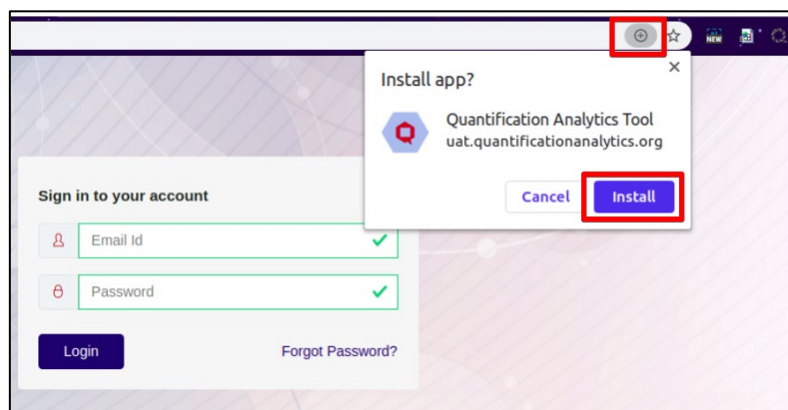 NEW
Install app?
Quantification Analytics Tool
uat.quantificationanalytics.org
Cancel
Install
Sign in to your account
Email Id
Password
Login
Forgot Password?